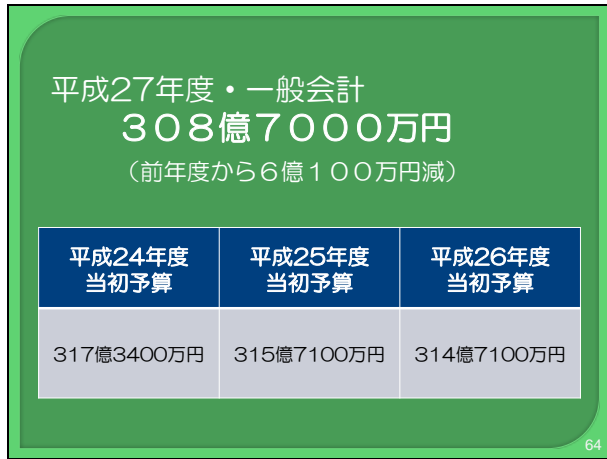 平成27年度・一般会計
３０８億７０００万円
（前年度から６億１００万円減）
平成24年度 当初予算
平成25年度 当初予算
平成26年度 当初予算
317億3400万円
315億7100万円
314億7100万円
64